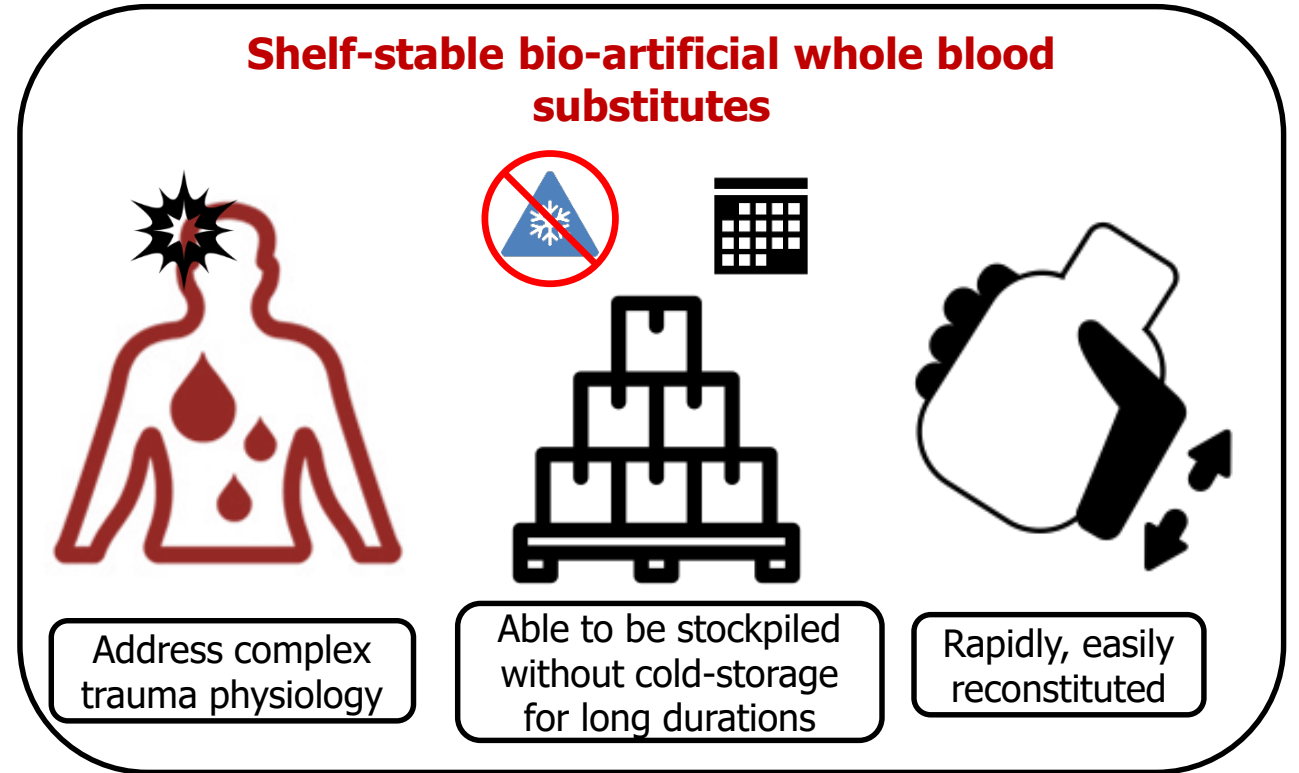 Shelf-stable bio-artificial whole blood
substitutes
Address complex
trauma physiology
Able to be stockpiled
without cold-storage
for long durations
Rapidly, easily
reconstituted